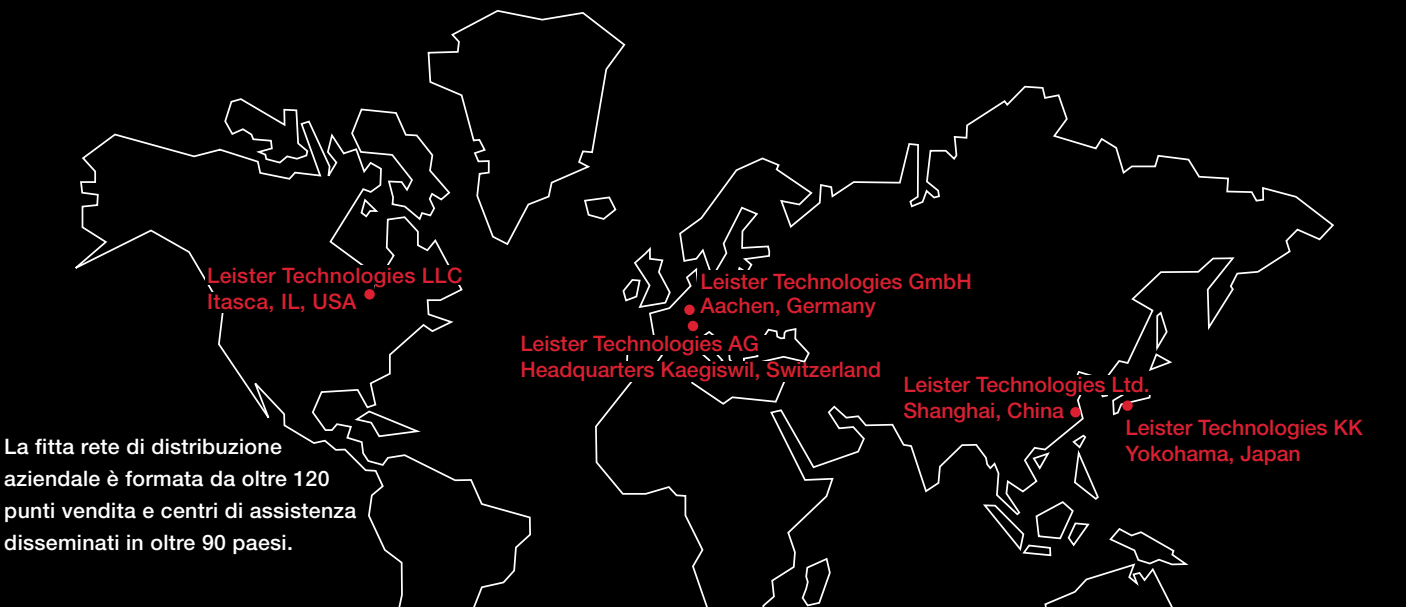 Leister Technologies LLC
Itasca, IL, USA
Leister Technologies GmbH
Aachen, Germany
Leister Technologies AG
Headquarters Kaegiswil, Switzerland
Leister Technologies Ltd.
Shanghai, China
Leister Technologies KK
Yokohama, Japan
La fitta rete di distribuzione
aziendale è formata da oltre 120
punti vendita e centri di assistenza
disseminati in oltre 90 paesi.